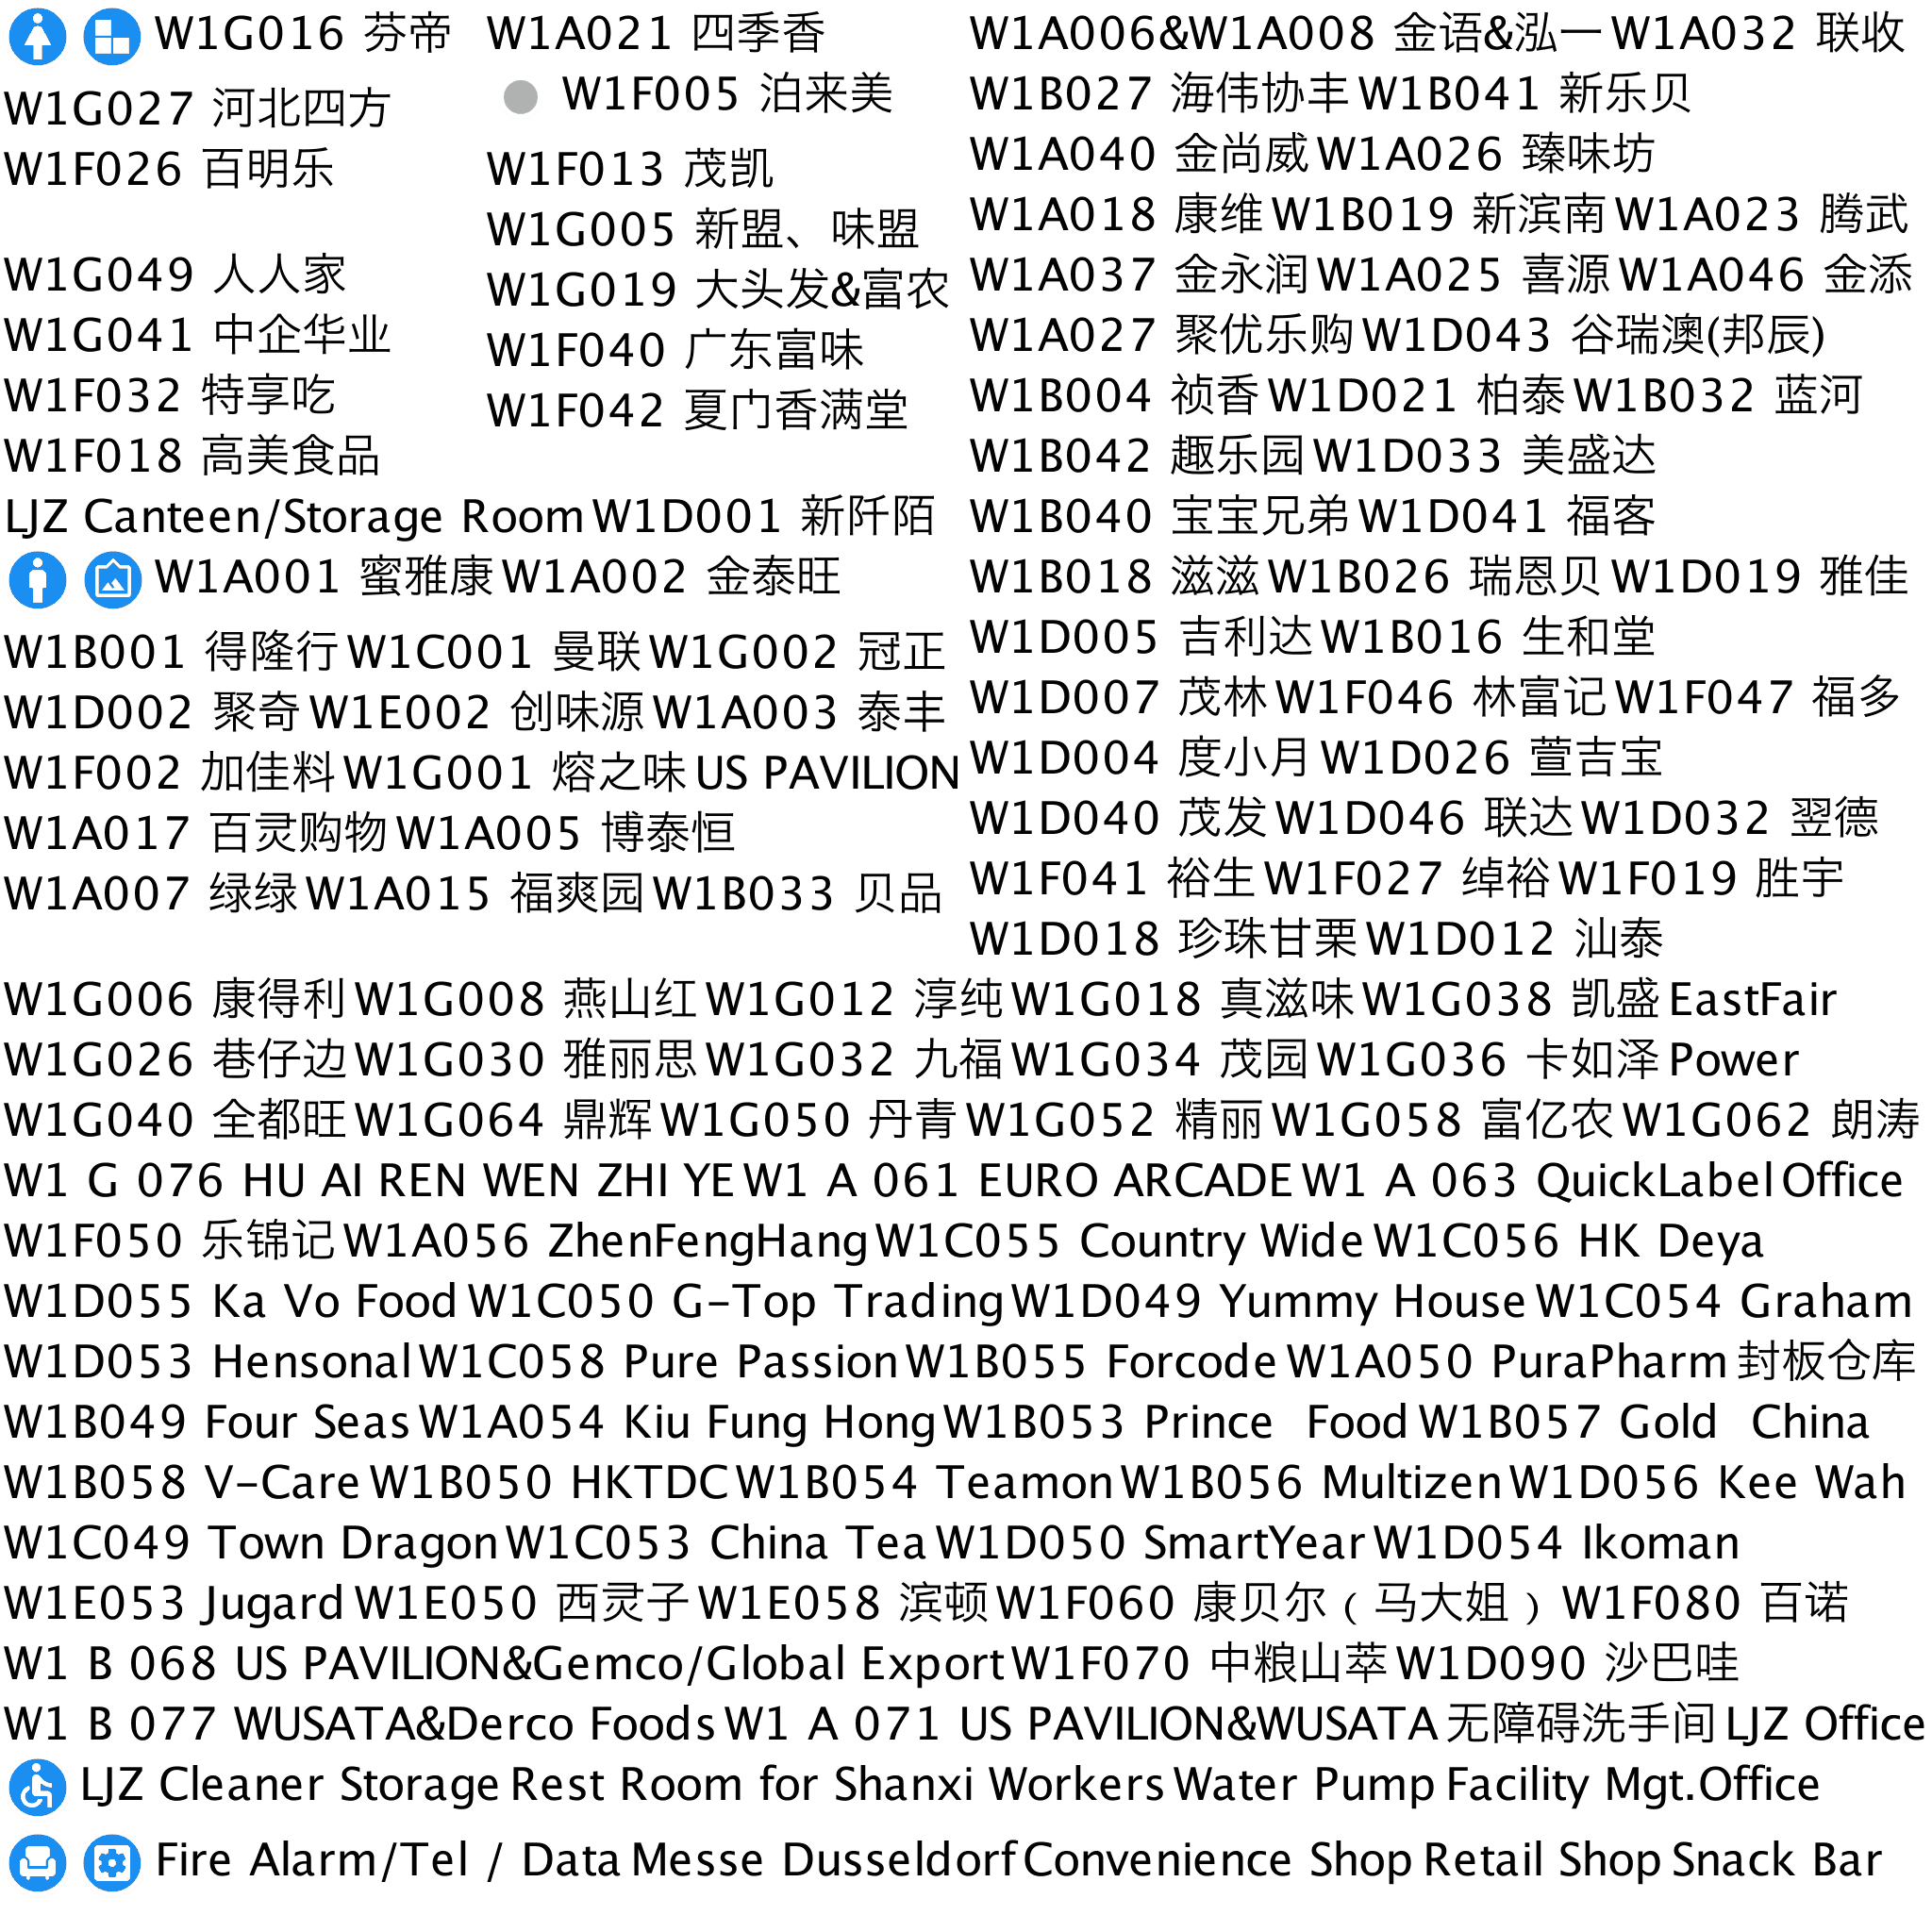 W1G016 芬帝
W1G027 河北四方
W1F026 百明乐
W1G049 人人家
W1G041 中企华业
W1F032 特享吃
W1F018 高美食品
W1A021 四季香
W1F005 泊来美
W1F013 茂凯
W1G005 新盟、味盟
W1G019 大头发&富农
W1F040 广东富味
W1F042 夏门香满堂
LJZ Canteen/Storage Room W1D001 新阡陌
W1A001 蜜雅康 W1A002 金泰旺
W1B001 得隆行 W1C001 曼联 W1G002 冠正
W1D002 聚奇 W1E002 创味源 W1A003 泰丰
W1F002 加佳料 W1G001 熔之味 US PAVILION
W1A017 百灵购物 W1A005 博泰恒
W1A007 绿绿 W1A015 福爽园 W1B033 贝品
W1A006&W1A008 金语&泓一 W1A032 联收
W1B027 海伟协丰 W1B041 新乐贝
W1A040 金尚威 W1A026 臻味坊
W1A018 康维 W1B019 新滨南 W1A023 腾武
W1A037 金永润 W1A025 喜源 W1A046 金添
W1A027 聚优乐购 W1D043 谷瑞澳(邦辰)
W1B004 祯香 W1D021 柏泰 W1B032 蓝河
W1B042 趣乐园 W1D033 美盛达
W1B040 宝宝兄弟 W1D041 福客
W1B018 滋滋 W1B026 瑞恩贝 W1D019 雅佳
W1D005 吉利达 W1B016 生和堂
W1D007 茂林 W1F046 林富记 W1F047 福多
W1D004 度小月 W1D026 萱吉宝
W1D040 茂发 W1D046 联达 W1D032 翌德
W1F041 裕生 W1F027 绰裕 W1F019 胜宇
W1D018 珍珠甘栗 W1D012 汕泰
W1G006 康得利 W1G008 燕山红 W1G012 淳纯 W1G018 真滋味 W1G038 凯盛 EastFair
W1G026 巷仔边 W1G030 雅丽思 W1G032 九福 W1G034 茂园 W1G036 卡如泽 Power
W1G040 全都旺 W1G064 鼎辉 W1G050 丹青 W1G052 精丽 W1G058 富亿农 W1G062 朗涛
W1 G 076 HU AI REN WEN ZHI YE W1 A 061 EURO ARCADE W1 A 063 QuickLabel Office
W1F050 乐锦记 W1A056 ZhenFengHang W1C055 Country Wide W1C056 HK Deya
W1D055 Ka Vo Food W1C050 G-Top Trading W1D049 Yummy House W1C054 Graham
W1D053 Hensonal W1C058 Pure Passion W1B055 Forcode W1A050 PuraPharm 封板仓库
W1B049 Four Seas W1A054 Kiu Fung Hong W1B053 Prince Food W1B057 Gold China
W1B058 V-Care W1B050 HKTDC W1B054 Teamon W1B056 Multizen W1D056 Kee Wah
W1C049 Town Dragon W1C053 China Tea W1D050 SmartYear W1D054 Ikoman
W1E053 Jugard W1E050 西灵子 W1E058 滨顿 W1F060 康贝尔（马大姐）W1F080 百诺
W1 B 068 US PAVILION&Gemco/Global Export W1F070 中粮山萃 W1D090 沙巴哇
W1 B 077 WUSATA&Derco Foods W1 A 071 US PAVILION&WUSATA 无障碍洗手间 LJZ Office
LJZ Cleaner Storage Rest Room for Shanxi Workers Water Pump Facility Mgt.Office
Fire Alarm/Tel / Data Messe Dusseldorf Convenience Shop Retail Shop Snack Bar